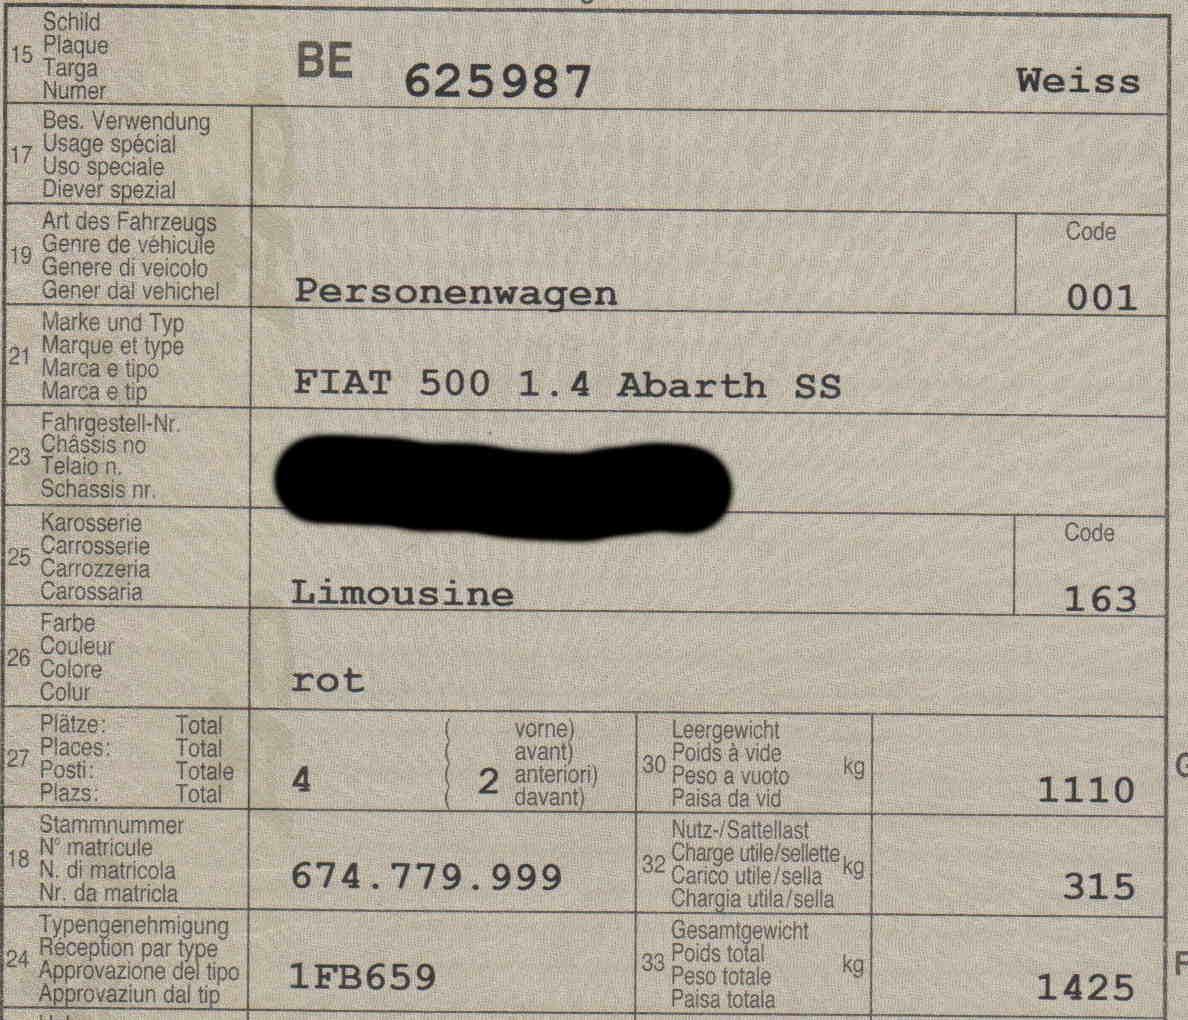 15 Schild
Plaque
Targa
Numer
BE 625987 Weiss
17 Bes. Verwendung
Usage spécial
Uso speciale
Diever spezial
19 Art des Fahrzeugs
Genre de véhicule
Genere di veicolo
Gener dal vehichel
Personenwagen
Code
001
21 Marke und Typ
Marque et type
Marca e tipo
Marca e tip
FIAT 500 1.4 Abarth SS
23 Fahrgestell-Nr.
Châssis no
Telaio n.
Schassis nr.
25 Karosserie
Carrosserie
Carrozzeria
Carossaria
Limousine
Code
163
26 Farbe
Couleur
Colore
Colur
rot
27 Plätze: Total
Places: Total
Posti: Totale
Plazs: Total
4
( vorne)
( avant)
( 2 anteriori)
( davant)
30 Leergewicht
Poids à vide kg
Peso a vuoto
Paisa da vid
1110
18 Stammnummer
N° matricule
N. di matricola
Nr. da matricla
674.779.999
32 Nutz-/Sattellast
Charge utile/sellette kg
Carico utile/sella
Chargia utila/sella
315
24 Typengenehmigung
Réception par type
Approvazione del tipo
Approvaziun dal tip
1FB659
33 Gesamtgewicht
Poids total kg
Peso totale
Paisa totala
1425